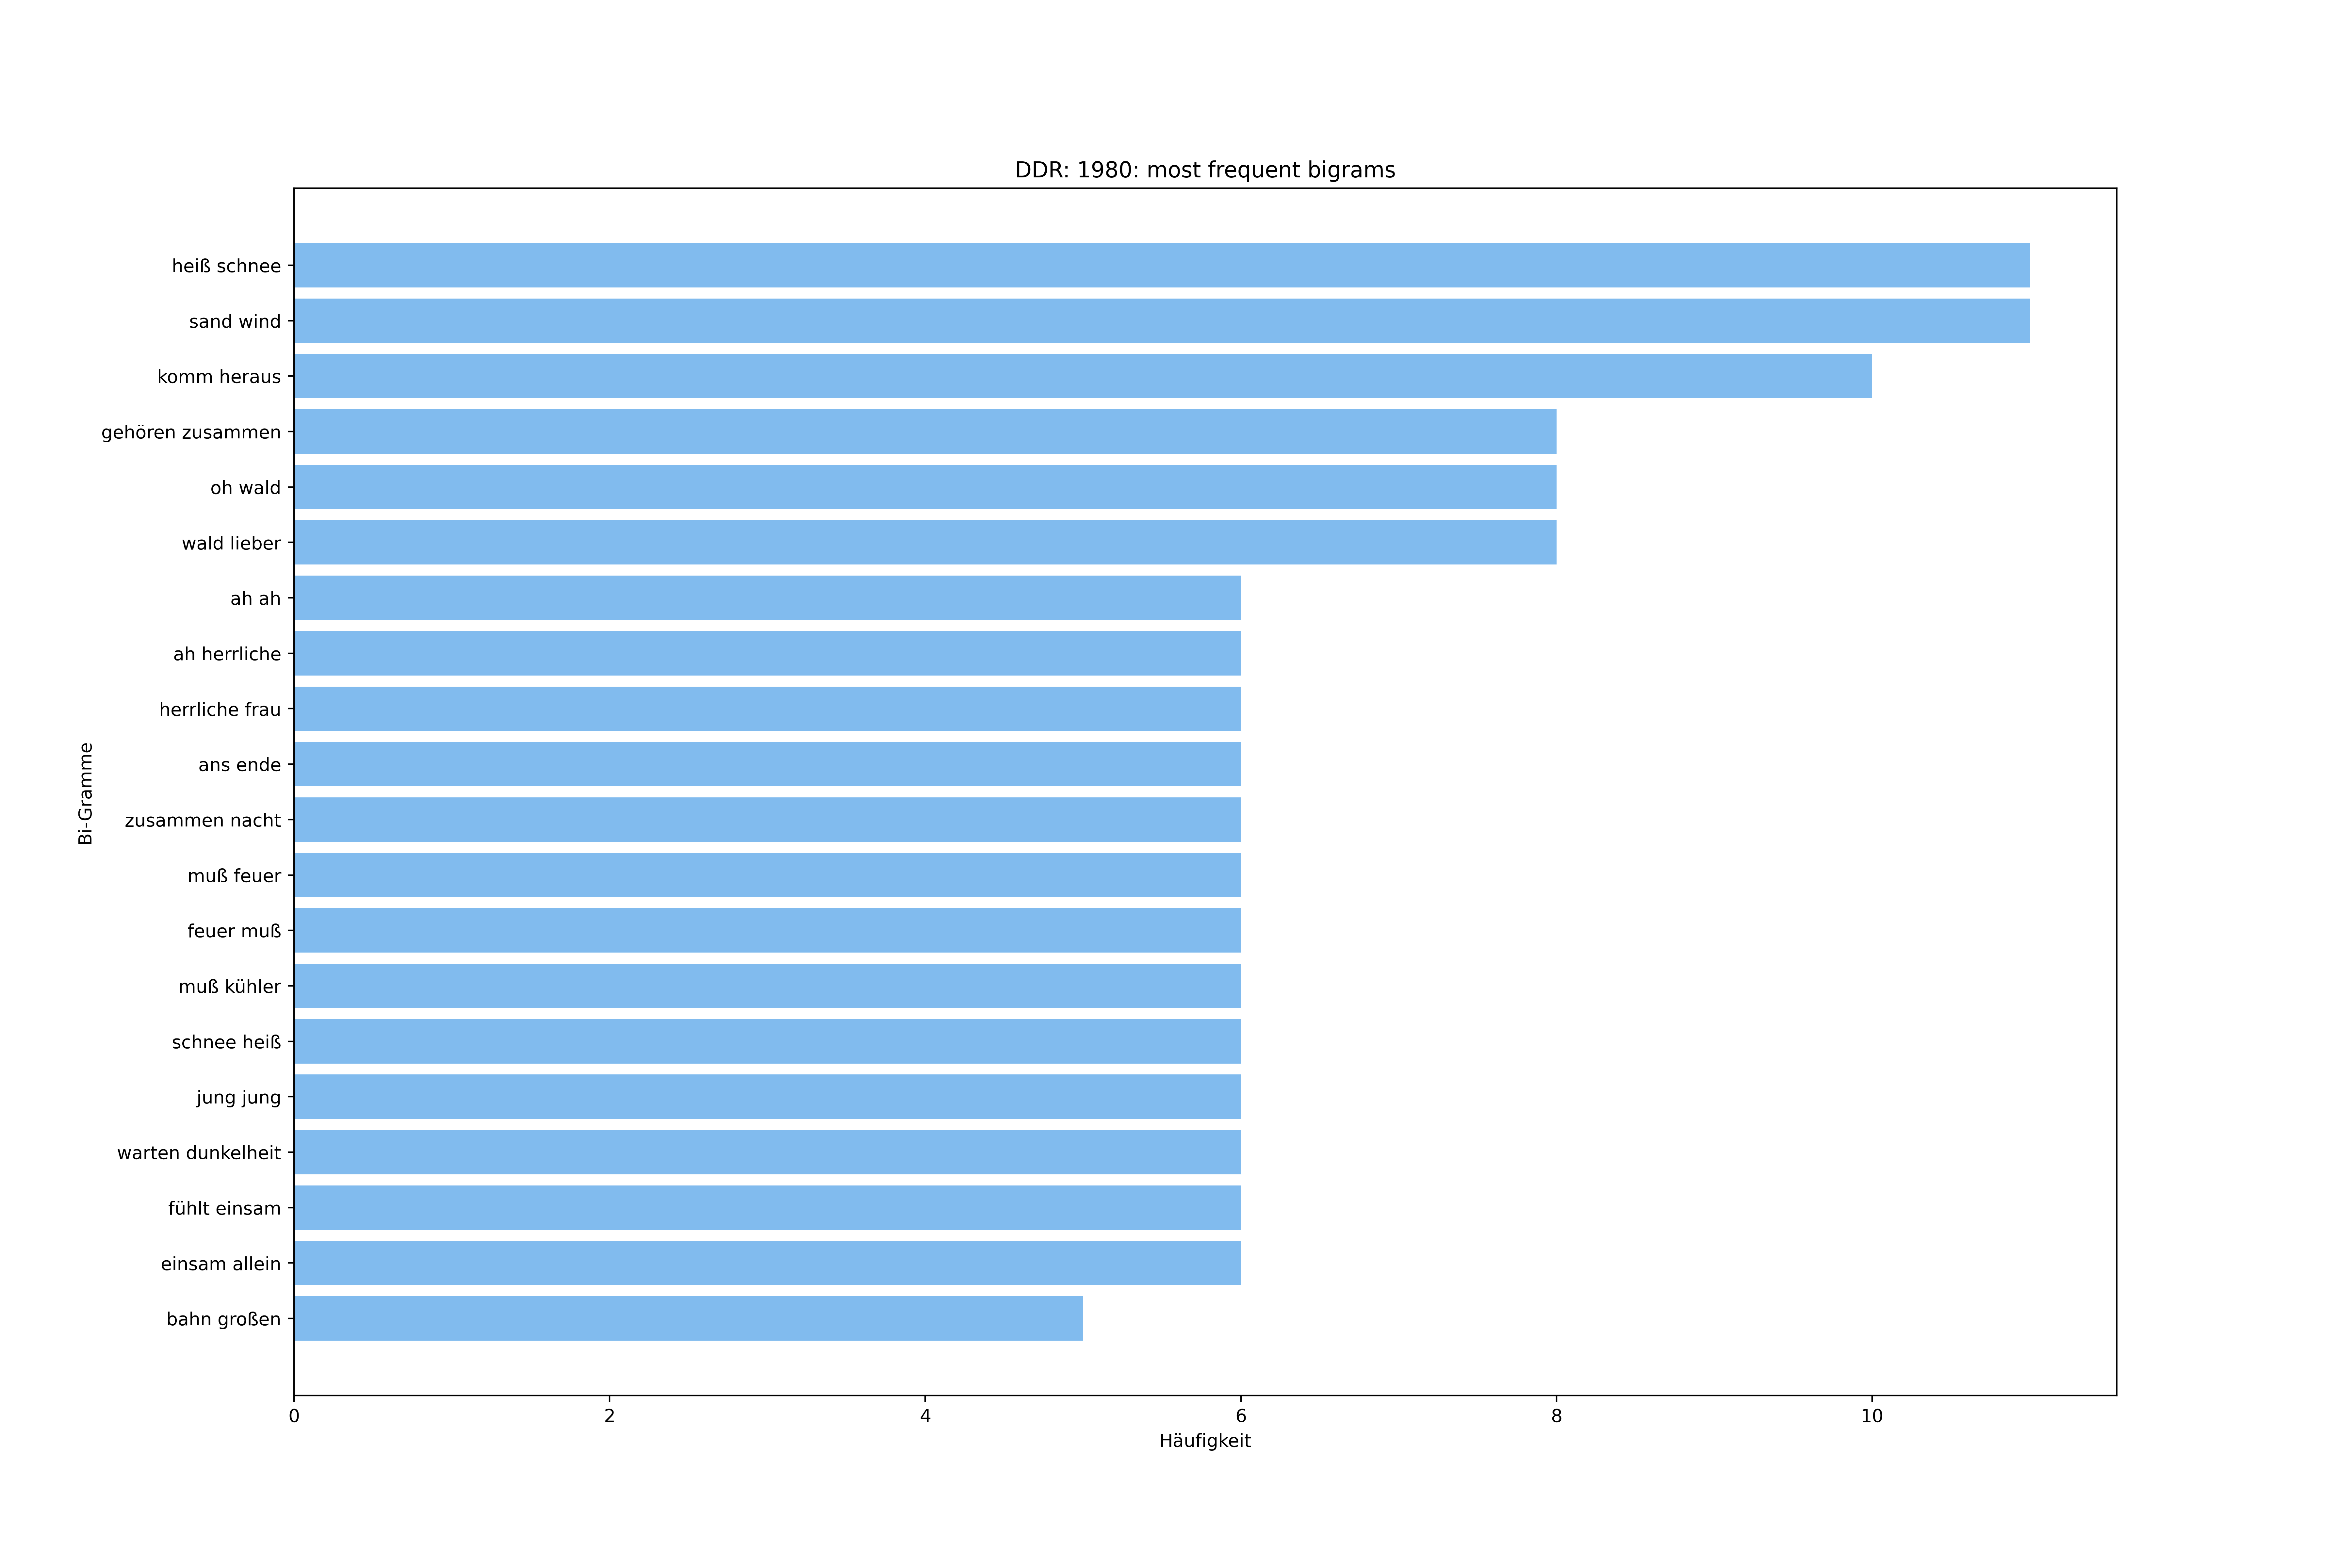 DDR: 1980: most frequent bigrams
heiß schnee
sand wind
komm heraus
gehören zusammen
oh wald
wald lieber
ah ah
ah herrliche
herrliche frau
ans ende
zusammen nacht
muß feuer
feuer muß
muß kühler
schnee heiß
jung jung
warten dunkelheit
fühlt einsam
einsam allein
bahn großen
Bi-Gramme
0 2 4 6 8 10
Häufigkeit